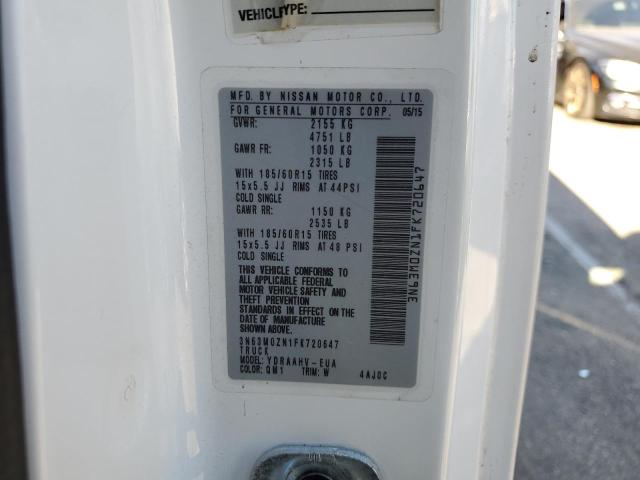 VEHICLE TYPE:
MFD. BY NISSAN MOTOR CO., LTD.
FOR GENERAL MOTORS CORP. 05/15
GVWR: 2155 KG
4751 LB
GAWR FR: 1050 KG
2315 LB
WITH 185/60R15 TIRES
15x5.5 JJ RIMS AT 44PSI
COLD SINGLE
GAWR RR: 1150 KG
2535 LB
WITH 185/60R15 TIRES
15x5.5 JJ RIMS AT 48 PSI
COLD SINGLE
THIS VEHICLE CONFORMS TO
ALL APPLICABLE FEDERAL
MOTOR VEHICLE SAFETY AND
THEFT PREVENTION
STANDARDS IN EFFECT ON THE
DATE OF MANUFACTURE SHOWN
ABOVE.
3N63M0ZN1FK720647
TRUCK
MODEL: YDRAAHV-EUA
COLOR: QM1 TRIM: W 4AJ0C
3N63M0ZN1FK720647